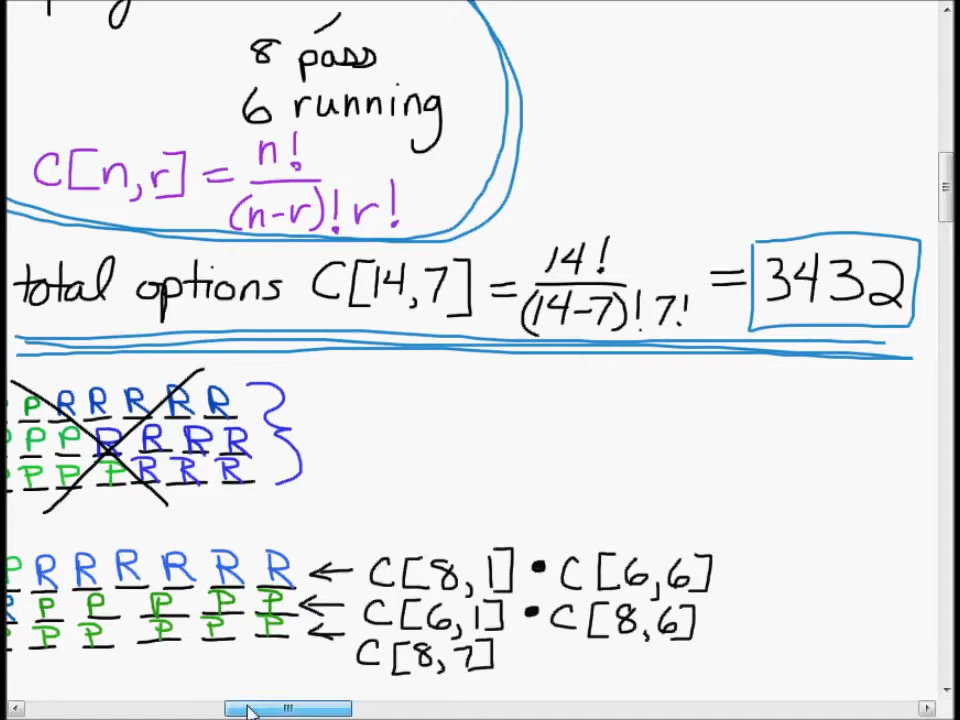 8 pass
6 running
C[n,r] = n! / (n-r)! r!
total options C[14,7] = 14! / (14-7)! 7! = 3432
P R R R R R
P P P R R R R
P P P P R R R
P R R R R R R ← C[8,1] • C[6,6]
R P P P P P ← C[6,1] • C[8,6]
P P P P P ← C[8,7]